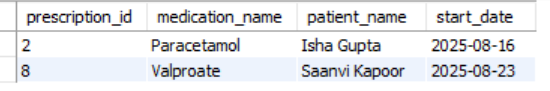 prescription_id medication_name patient_name start_date
2 Paracetamol Isha Gupta 2025-08-16
8 Valproate Saanvi Kapoor 2025-08-23